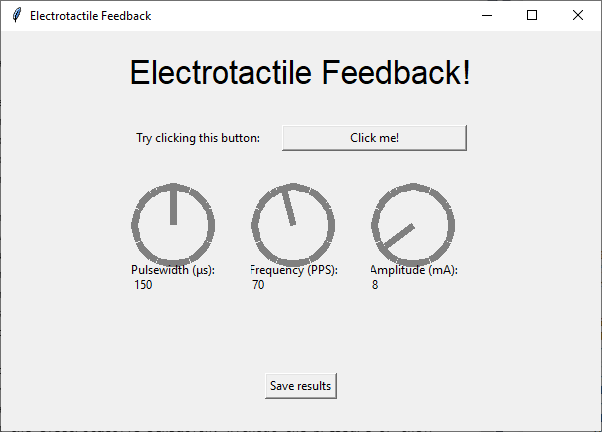 Electrotactile Feedback
Electrotactile Feedback!
Try clicking this button:
Click me!
Pulsewidth (µs):
150
Frequency (PPS):
70
Amplitude (mA):
8
Save results